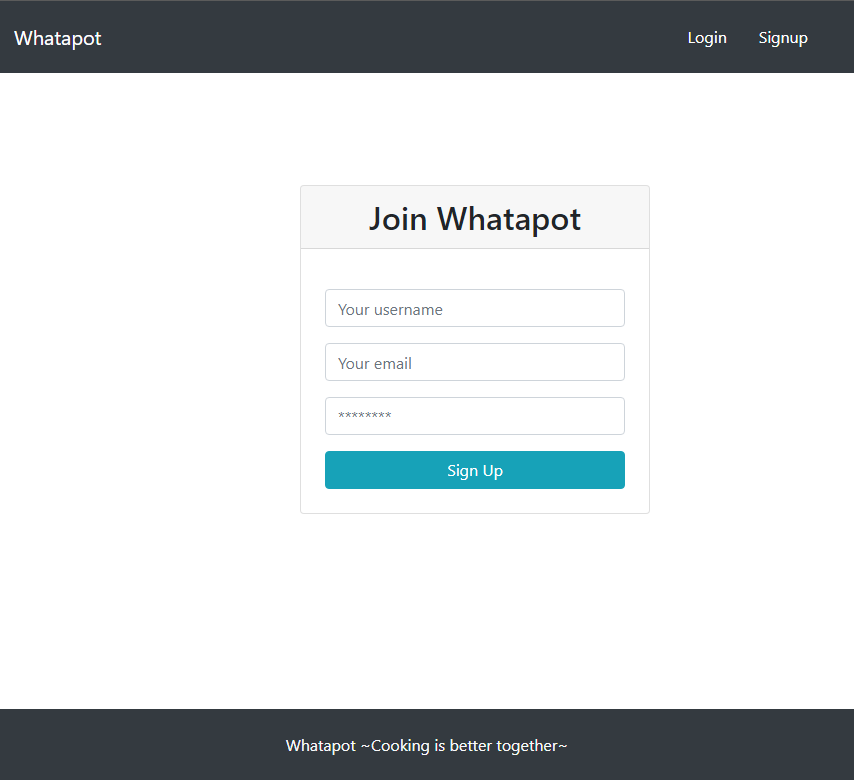 Whatapot
Login Signup
Join Whatapot
Your username
Your email
********
Sign Up
Whatapot ~Cooking is better together~